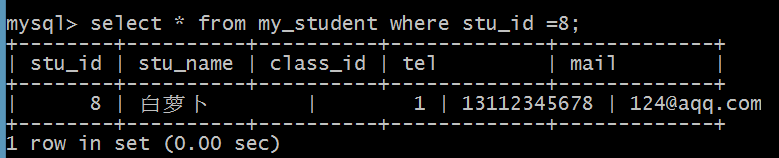 mysql> select * from my_student where stu_id =8;
+--------+----------+----------+-------------+-------------+
| stu_id | stu_name | class_id | tel         | mail        |
+--------+----------+----------+-------------+-------------+
|      8 | 白萝卜     |        1 | 13112345678 | 124@aqq.com
+--------+----------+----------+-------------+-------------+
1 row in set (0.00 sec)